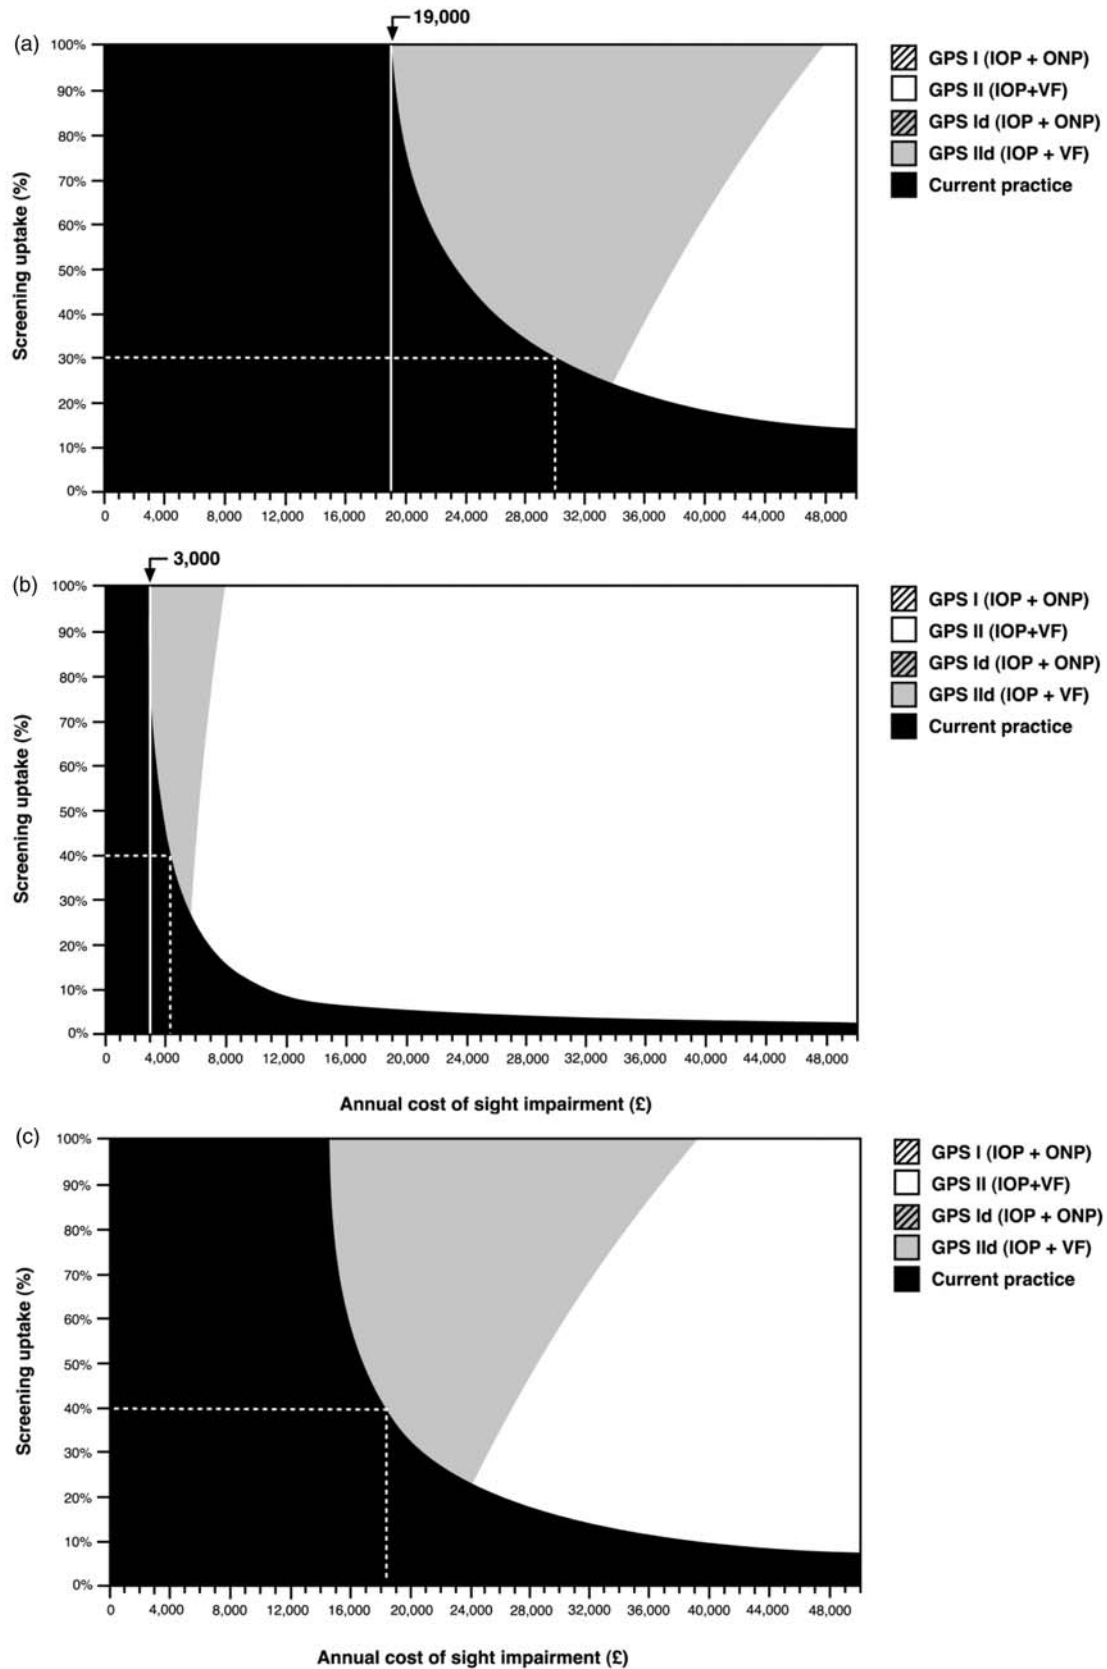 19,000
(a)
100%
90%
80%
70%
60%
50%
40%
30%
20%
10%
0%
Screening uptake (%)
0 4,000 8,000 12,000 16,000 20,000 24,000 28,000 32,000 36,000 40,000 44,000 48,000
GPS I (IOP + ONP)
GPS II (IOP+VF)
GPS Id (IOP + ONP)
GPS IId (IOP + VF)
Current practice
3,000
(b)
100%
90%
80%
70%
60%
50%
40%
30%
20%
10%
0%
Screening uptake (%)
0 4,000 8,000 12,000 16,000 20,000 24,000 28,000 32,000 36,000 40,000 44,000 48,000
Annual cost of sight impairment (£)
GPS I (IOP + ONP)
GPS II (IOP+VF)
GPS Id (IOP + ONP)
GPS IId (IOP + VF)
Current practice
(c)
100%
90%
80%
70%
60%
50%
40%
30%
20%
10%
0%
Screening uptake (%)
0 4,000 8,000 12,000 16,000 20,000 24,000 28,000 32,000 36,000 40,000 44,000 48,000
Annual cost of sight impairment (£)
GPS I (IOP + ONP)
GPS II (IOP+VF)
GPS Id (IOP + ONP)
GPS IId (IOP + VF)
Current practice